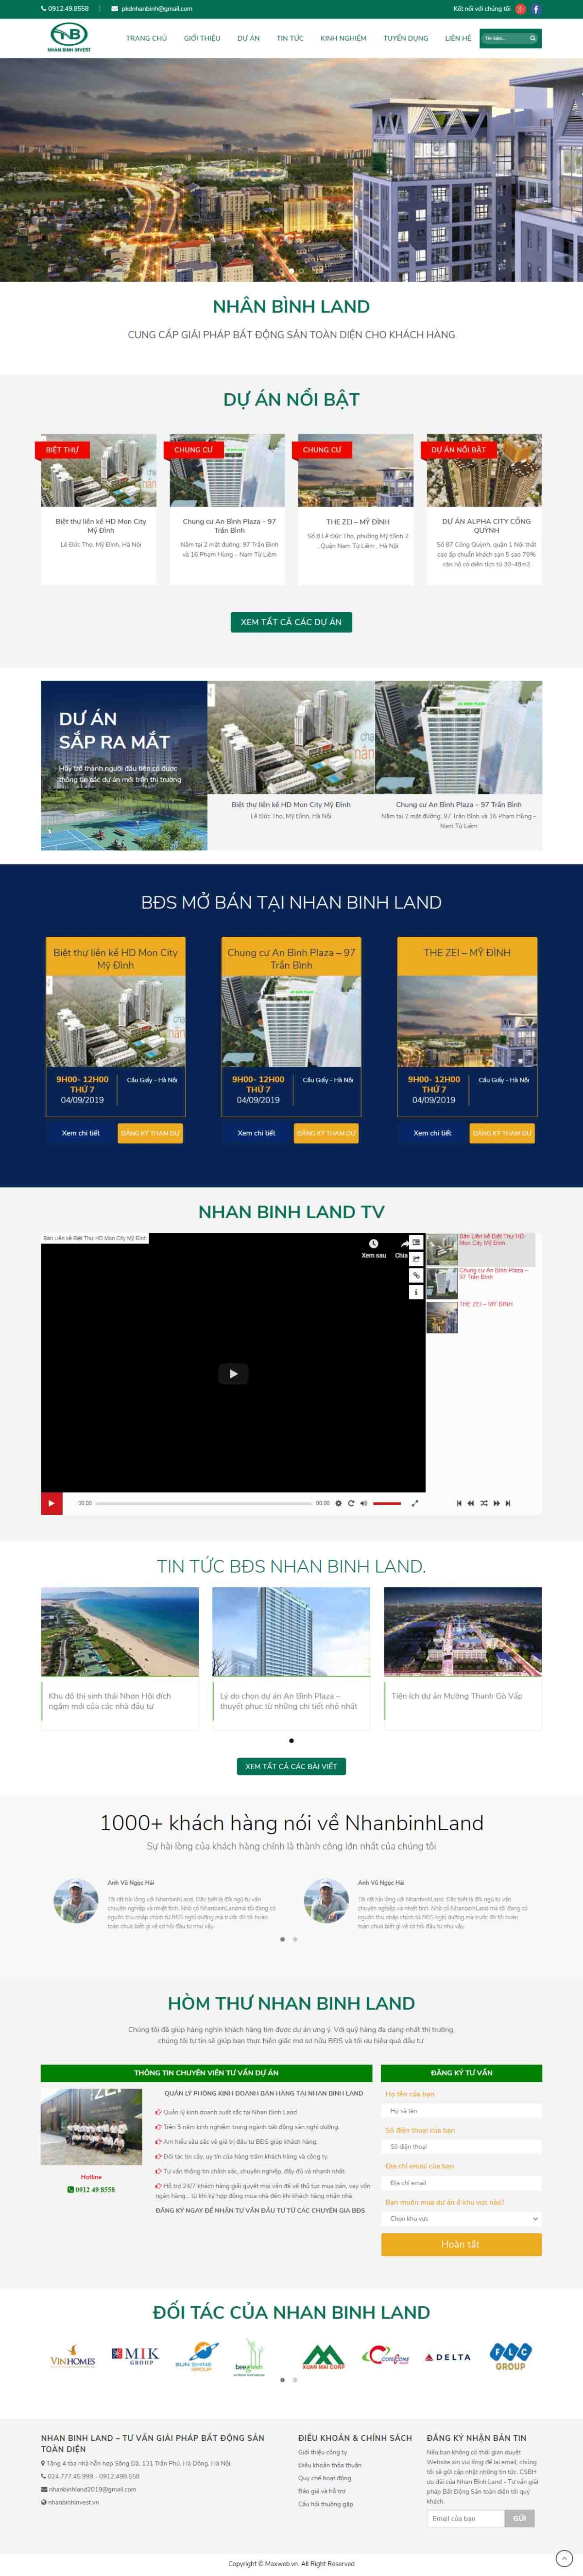 0912.49.8558 | pkdnhanbinh@gmail.com
Kết nối với chúng tôi
NHAN BINH INVEST
TRANG CHỦ GIỚI THIỆU DỰ ÁN TIN TỨC KINH NGHIỆM TUYỂN DỤNG LIÊN HỆ
Tìm kiếm...
NHÂN BÌNH LAND
CUNG CẤP GIẢI PHÁP BẤT ĐỘNG SẢN TOÀN DIỆN CHO KHÁCH HÀNG
DỰ ÁN NỔI BẬT
BIỆT THỰ
CHUNG CƯ
CHUNG CƯ
DỰ ÁN NỔI BẬT
Biệt thự liền kề HD Mon City
Mỹ Đình
Lê Đức Thọ, Mỹ Đình, Hà Nội
Chung cư An Bình Plaza – 97
Trần Bình
Nằm tại 2 mặt đường: 97 Trần Bình
và 16 Phạm Hùng – Nam Từ Liêm
THE ZEI – MỸ ĐÌNH
Số 8 Lê Đức Thọ, phường Mỹ Đình 2
, Quận Nam Từ Liêm , Hà Nội
DỰ ÁN ALPHA CITY CỐNG
QUỲNH
Số 87 Cống Quỳnh, quận 1 Nội thất
cao cấp chuẩn khách sạn 5 sao 70%
căn hộ có diện tích từ 30-48m2
XEM TẤT CẢ CÁC DỰ ÁN
DỰ ÁN
SẮP RA MẮT
Hãy trở thành người đầu tiên có được
thông tin các dự án mới trên thị trường
Biệt thự liền kề HD Mon City Mỹ Đình
Lê Đức Thọ, Mỹ Đình, Hà Nội
Chung cư An Bình Plaza – 97 Trần Bình
Nằm tại 2 mặt đường: 97 Trần Bình và 16 Phạm Hùng –
Nam Từ Liêm
BĐS MỞ BÁN TẠI NHAN BINH LAND
Biệt thự liền kề HD Mon City
Mỹ Đình
9H00- 12H00
THỨ 7
04/09/2019
Cầu Giấy - Hà Nội
Xem chi tiết
ĐĂNG KÝ THAM DỰ
Chung cư An Bình Plaza – 97
Trần Bình
9H00- 12H00
THỨ 7
04/09/2019
Cầu Giấy - Hà Nội
Xem chi tiết
ĐĂNG KÝ THAM DỰ
THE ZEI – MỸ ĐÌNH
9H00- 12H00
THỨ 7
04/09/2019
Cầu Giấy - Hà Nội
Xem chi tiết
ĐĂNG KÝ THAM DỰ
NHAN BINH LAND TV
Bán Liền kề Biệt Thự HD Mon City Mỹ Đình
Xem sau
Chia
Bán Liền kề Biệt Thự HD
Mon City Mỹ Đình
Chung cư An Bình Plaza –
97 Trần Bình
THE ZEI – MỸ ĐÌNH
00:00
00:00
TIN TỨC BĐS NHAN BINH LAND.
Khu đô thị sinh thái Nhơn Hội đích
ngắm mới của các nhà đầu tư
Lý do chọn dự án An Bình Plaza –
thuyết phục từ những chi tiết nhỏ nhất
Tiện ích dự án Mường Thanh Gò Vấp
XEM TẤT CẢ CÁC BÀI VIẾT
1000+ khách hàng nói về NhanbinhLand
Sự hài lòng của khách hàng chính là thành công lớn nhất của chúng tôi
Anh Vũ Ngọc Hải
Tôi rất hài lòng với NhanbinhLand. Đặc biệt là đội ngũ tư vấn
chuyên nghiệp và nhiệt tình. Nhờ có NhanbinhLand mà tôi đang có
nguồn thu nhập chính từ BĐS nghỉ dưỡng mà trước đó tôi hoàn
toàn chưa biết gì về cơ hội đầu tư như vậy.
Anh Vũ Ngọc Hải
Tôi rất hài lòng với NhanbinhLand. Đặc biệt là đội ngũ tư vấn
chuyên nghiệp và nhiệt tình. Nhờ có NhanbinhLand mà tôi đang có
nguồn thu nhập chính từ BĐS nghỉ dưỡng mà trước đó tôi hoàn
toàn chưa biết gì về cơ hội đầu tư như vậy.
HÒM THƯ NHAN BINH LAND
Chúng tôi đã giúp hàng nghìn khách hàng tìm được dự án ưng ý. Với quỹ hàng đa dạng nhất thị trường,
chúng tôi tự tin sẽ giúp bạn thực hiện giấc mơ sở hữu BĐS và tối ưu hiệu quả đầu tư.
THÔNG TIN CHUYÊN VIÊN TƯ VẤN DỰ ÁN
Hotline
0912 49 8558
QUẢN LÝ PHÒNG KINH DOANH BÁN HÀNG TẠI NHAN BINH LAND
Quản lý kinh doanh suất sắc tại Nhan Binh Land
Trên 5 năm kinh nghiệm trong ngành bất động sản nghỉ dưỡng.
Am hiểu sâu sắc về giá trị đầu tư BĐS giúp khách hàng.
Đối tác tin cậy, uy tín của hàng trăm khách hàng và công ty.
Tư vấn thông tin chính xác, chuyên nghiệp, đầy đủ và nhanh nhất.
Hỗ trợ 24/7 khách hàng giải quyết mọi vấn đề về thủ tục mua bán, vay vốn
ngân hàng... từ khi ký hợp đồng mua nhà đến khi khách hàng nhận nhà.
ĐĂNG KÝ NGAY ĐỂ NHẬN TƯ VẤN ĐẦU TƯ TỪ CÁC CHUYÊN GIA BĐS
ĐĂNG KÝ TƯ VẤN
Họ tên của bạn
Họ và tên
Số điện thoại của bạn
Số điện thoại
Địa chỉ email của bạn
Địa chỉ email
Bạn muốn mua dự án ở khu vực nào?
Chọn khu vực
Hoàn tất
ĐỐI TÁC CỦA NHAN BINH LAND
VINHOMES
MIK GROUP
SUN SHINE GROUP
beegreen
XUAN MAI CORP
DELTA
FLC GROUP
NHAN BINH LAND – TƯ VẤN GIẢI PHÁP BẤT ĐỘNG SẢN
TOÀN DIỆN
Tầng 4 tòa nhà hỗn hợp Sông Đà, 131 Trần Phú, Hà Đông, Hà Nội.
024.777.45.999 - 0912.498.558
nhanbinhland2019@gmail.com
nhanbinhinvest.vn
ĐIỀU KHOẢN & CHÍNH SÁCH
Giới thiệu công ty
Điều khoản thỏa thuận
Quy chế hoạt động
Báo giá và hỗ trợ
Câu hỏi thường gặp
ĐĂNG KÝ NHẬN BẢN TIN
Nếu bạn không có thời gian duyệt
Website xin vui lòng để lại email, chúng
tôi sẽ gửi cập nhật những tin tức, CSBH
ưu đãi của Nhan Binh Land - Tư vấn giải
pháp Bất Động Sản toàn diện tới quý
khách..
Email của bạn
GỬI
Copyright © Maxweb.vn. All Right Reserved